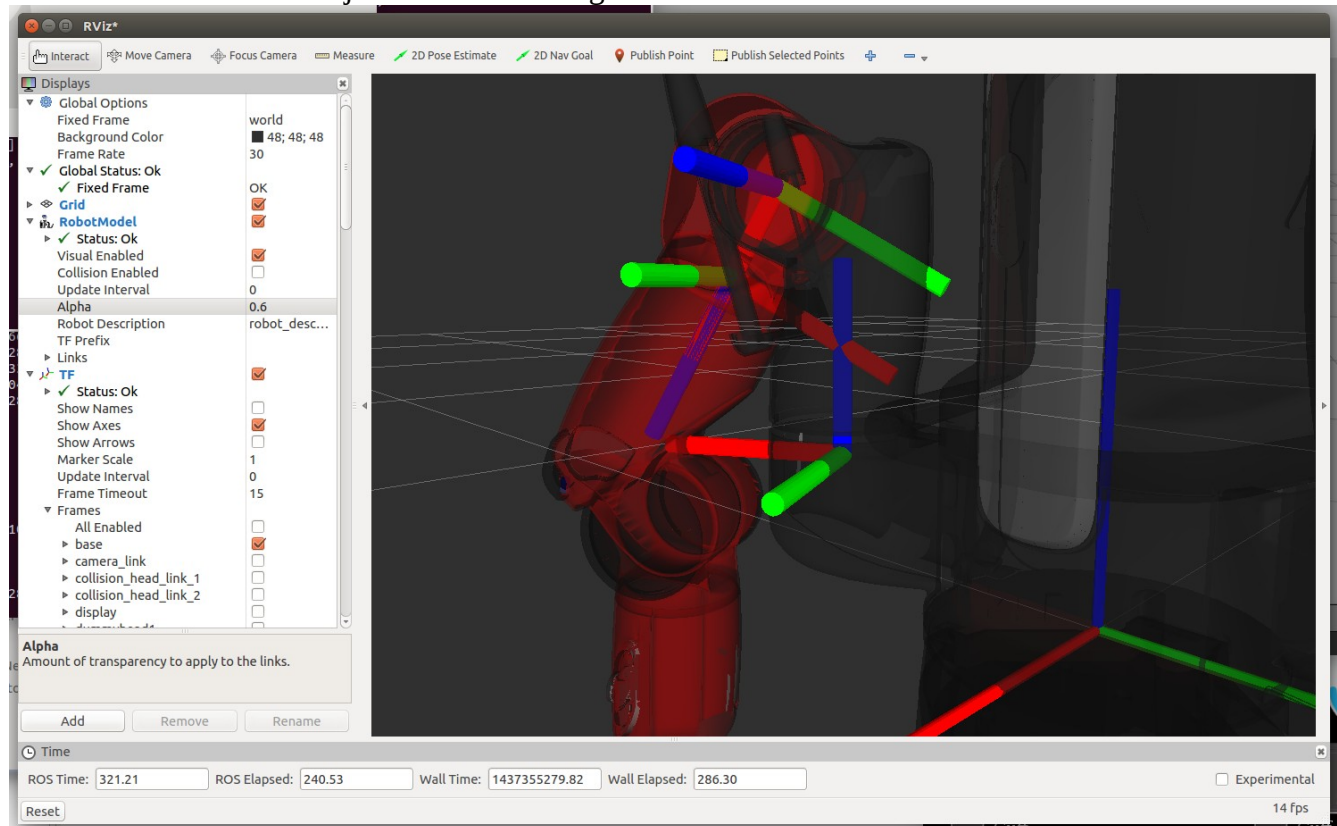 RViz*
Interact Move Camera Focus Camera Measure 2D Pose Estimate 2D Nav Goal Publish Point Publish Selected Points
Displays
Global Options
Fixed Frame world
Background Color 48; 48; 48
Frame Rate 30
Global Status: Ok
Fixed Frame OK
Grid
RobotModel
Status: Ok
Visual Enabled
Collision Enabled
Update Interval 0
Alpha 0.6
Robot Description robot_desc...
TF Prefix
Links
TF
Status: Ok
Show Names
Show Axes
Show Arrows
Marker Scale 1
Update Interval 0
Frame Timeout 15
Frames
All Enabled
base
camera_link
collision_head_link_1
collision_head_link_2
display
Alpha
Amount of transparency to apply to the links.
Add Remove Rename
Time
ROS Time: 321.21 ROS Elapsed: 240.53 Wall Time: 1437355279.82 Wall Elapsed: 286.30 Experimental
Reset 14 fps